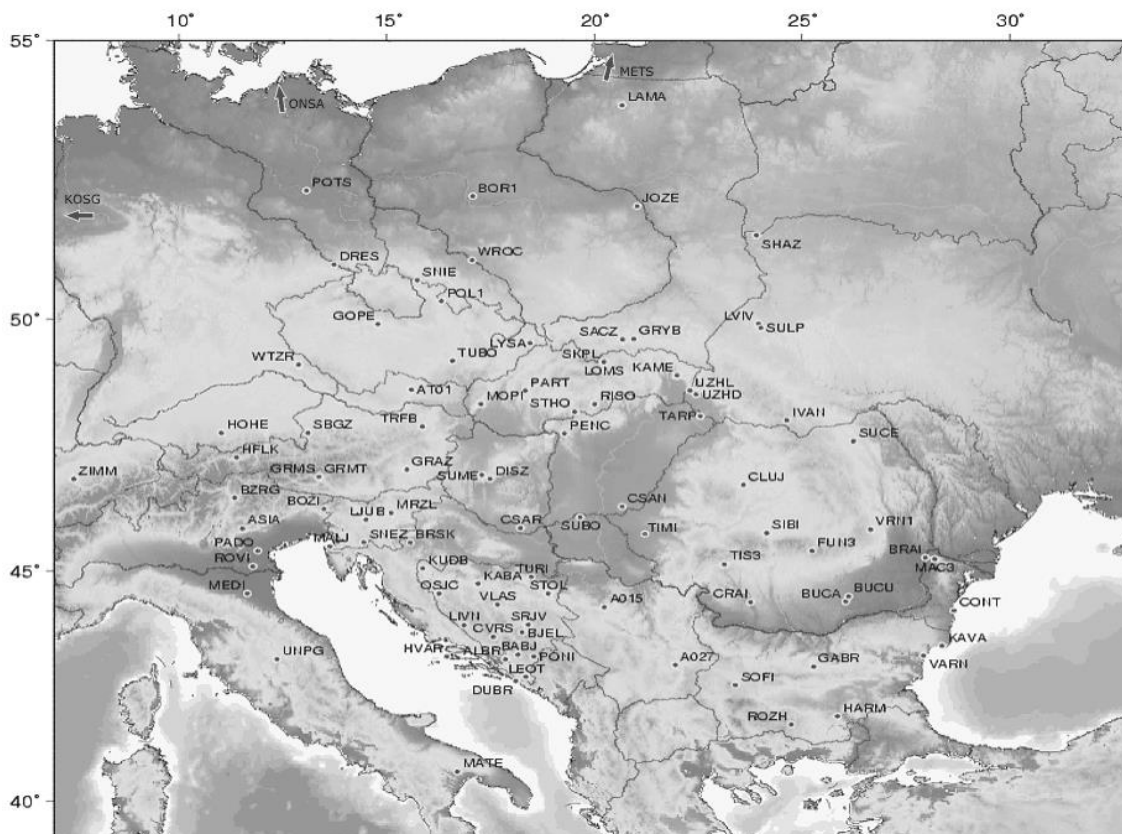 10° 15° 20° 25° 30°
55°
METS
ONSA
LAMA
POTS
BOR1
KOSG
JOZE
SHAZ
WROC
DRES
SNIE
POL1
GOPE
50°
LVIV
SULP
SACZ
GRYB
LYSA
SKPL
TUBO
WTZR
LOMS
KAME
UZHL
UZHD
AT01
MOPI
PART
STHO
RISO
TARP
IVAN
TRFB
HOHE
SBGZ
PENC
SUCE
HFLK
ZIMM
GRMS
GRMT
GRAZ
SUME
DISZ
CLUJ
BZRG
BOZI
LJUB
MRZL
CSAN
ASIA
SNEZ
BRSK
CSAR
SUBO
TIMI
SIBI
VRN1
PADO
MALJ
FUN3
ROVI
BRAI
MAC3
TIS3
45°
KUDB
TURI
MEDI
OSJC
KABA
STOL
VLAS
A015
CRAI
BUCA
BUCU
CONT
LIVN
SRJV
CVRS
BJEL
KAVA
HVAR
ALBR
BABJ
PONI
UNPG
LEOT
A027
GABR
VARN
DUBR
SOFI
ROZH
HARM
MATE
40°